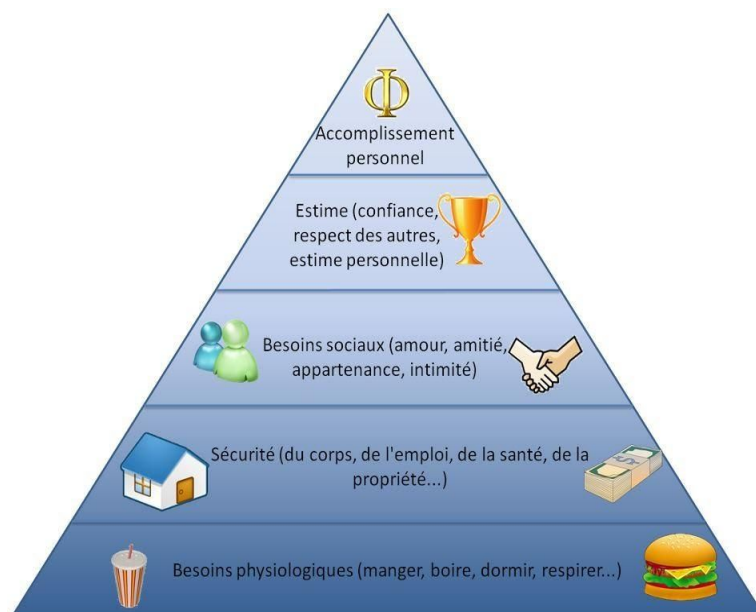 Φ
Accomplissement
personnel
Estime (confiance,
respect des autres,
estime personnelle)
Besoins sociaux (amour, amitié,
appartenance, intimité)
Sécurité (du corps, de l'emploi, de la santé, de la
propriété...)
Besoins physiologiques (manger, boire, dormir, respirer...)